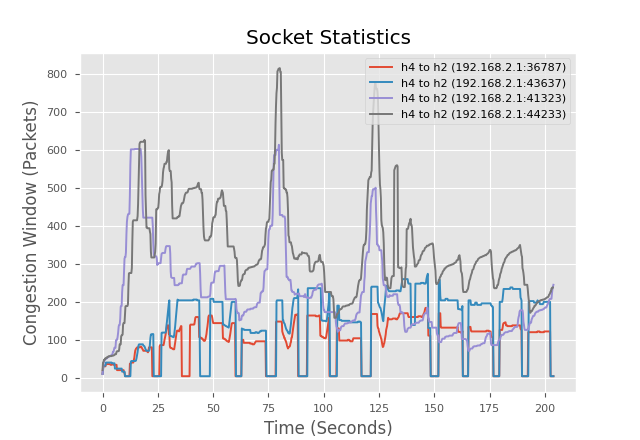 Socket Statistics
h4 to h2 (192.168.2.1:36787)
h4 to h2 (192.168.2.1:43637)
h4 to h2 (192.168.2.1:41323)
h4 to h2 (192.168.2.1:44233)
Congestion Window (Packets)
800
700
600
500
400
300
200
100
0
0
25
50
75
100
125
150
175
200
Time (Seconds)